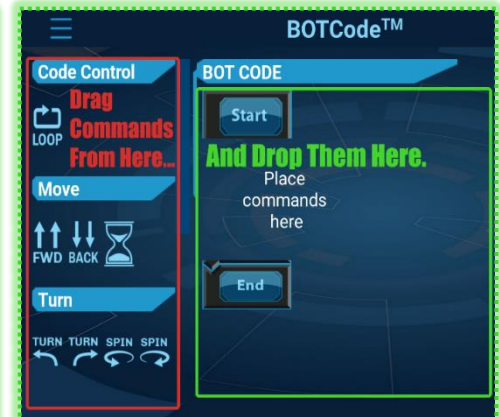 BOTCode™
Code Control
LOOP
Drag
Commands
From Here...
Move
FWD BACK
Turn
TURN TURN SPIN SPIN
BOT CODE
Start
And Drop Them Here.
Place
commands
here
End